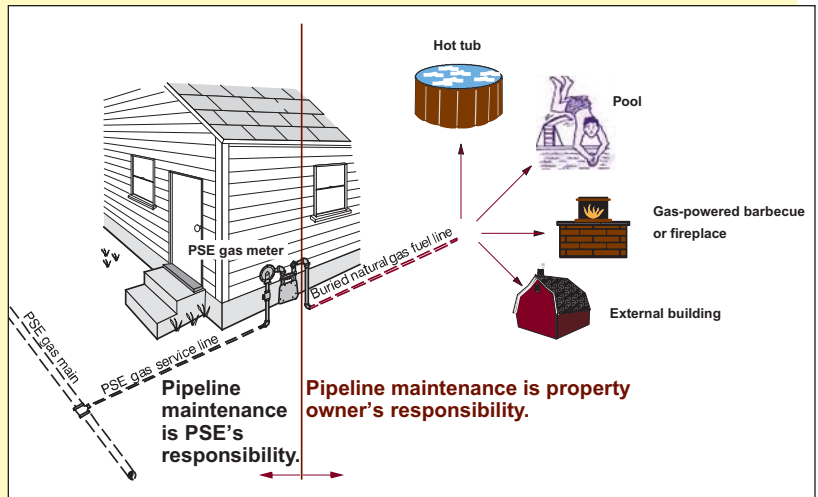 Hot tub
Pool
Gas-powered barbecue
or fireplace
External building
PSE gas meter
Buried natural gas fuel line
PSE gas service line
PSE gas main
Pipeline
maintenance
is PSE's
responsibility.
Pipeline maintenance is property
owner's responsibility.